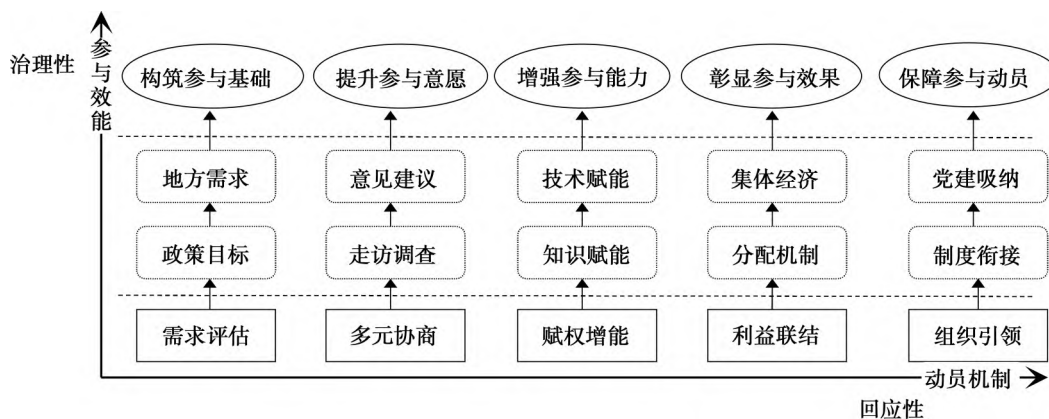 治理性
参与效能
构筑参与基础
提升参与意愿
增强参与能力
彰显参与效果
保障参与动员
地方需求
意见建议
技术赋能
集体经济
党建吸纳
政策目标
走访调查
知识赋能
分配机制
制度衔接
需求评估
多元协商
赋权增能
利益联结
组织引领
动员机制
回应性